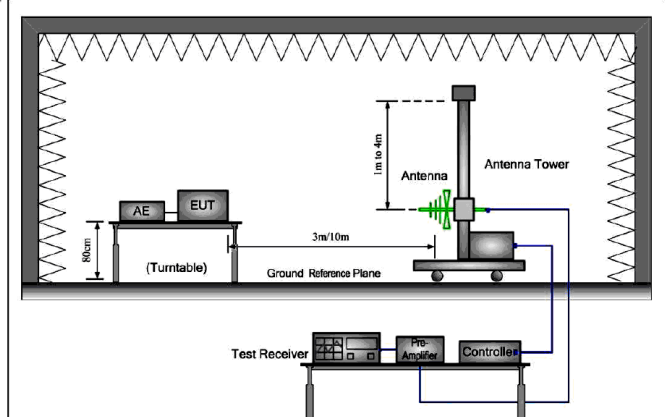 1m to 4m
Antenna
Antenna Tower
AE
EUT
3m/10m
80cm
(Turntable)
Ground Reference Plane
Test Receiver
Pre-
Amplifier
Controller